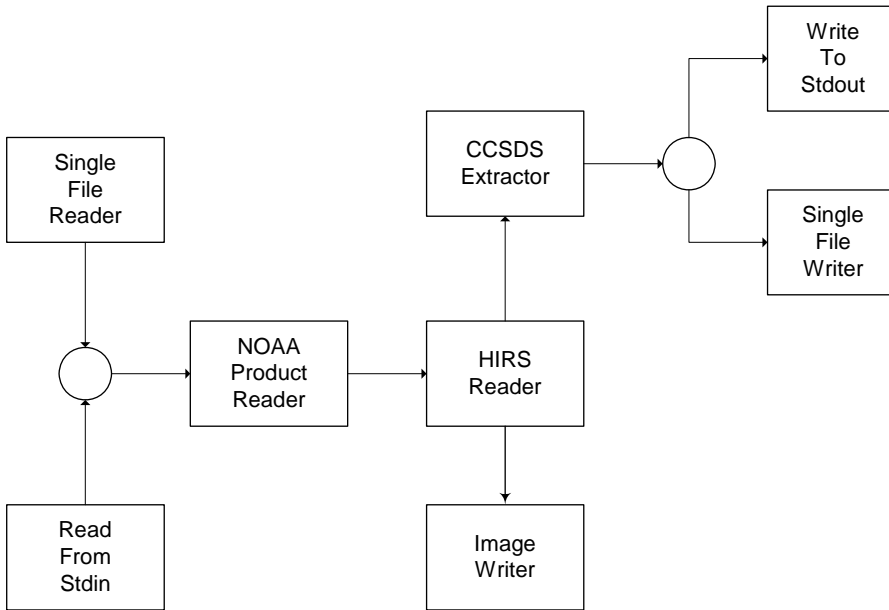 Write
To
Stdout
CCSDS
Extractor
Single
File
Reader
Single
File
Writer
NOAA
Product
Reader
HIRS
Reader
Read
From
Stdin
Image
Writer